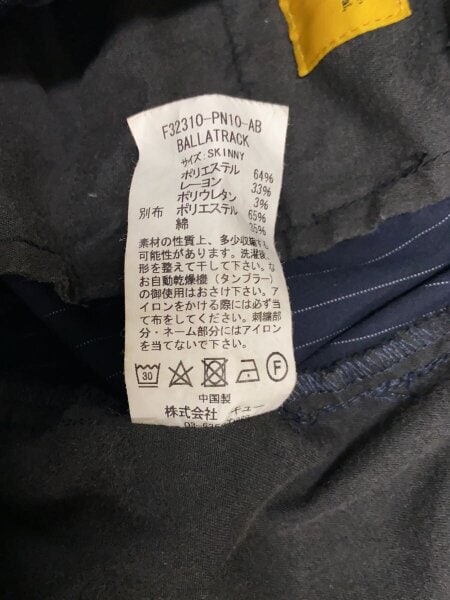 F32310-PN10-AB
BALLATRACK
サイズ:SKINNY
ポリエステル 64%
レーヨン 33%
ポリウレタン 3%
別布 ポリエステル 65%
綿 35%
素材の性質上、多少収縮する
可能性があります。洗濯後、
形を整えて干して下さい。な
お自動乾燥機（タンブラー）
の御使用はおさけ下さい。ア
イロンをかける際には必ず当
て布をしてください。刺繍部
分・ネーム部分にはアイロン
を当てないで下さい。
30 F
中国製
株式会社 キュー